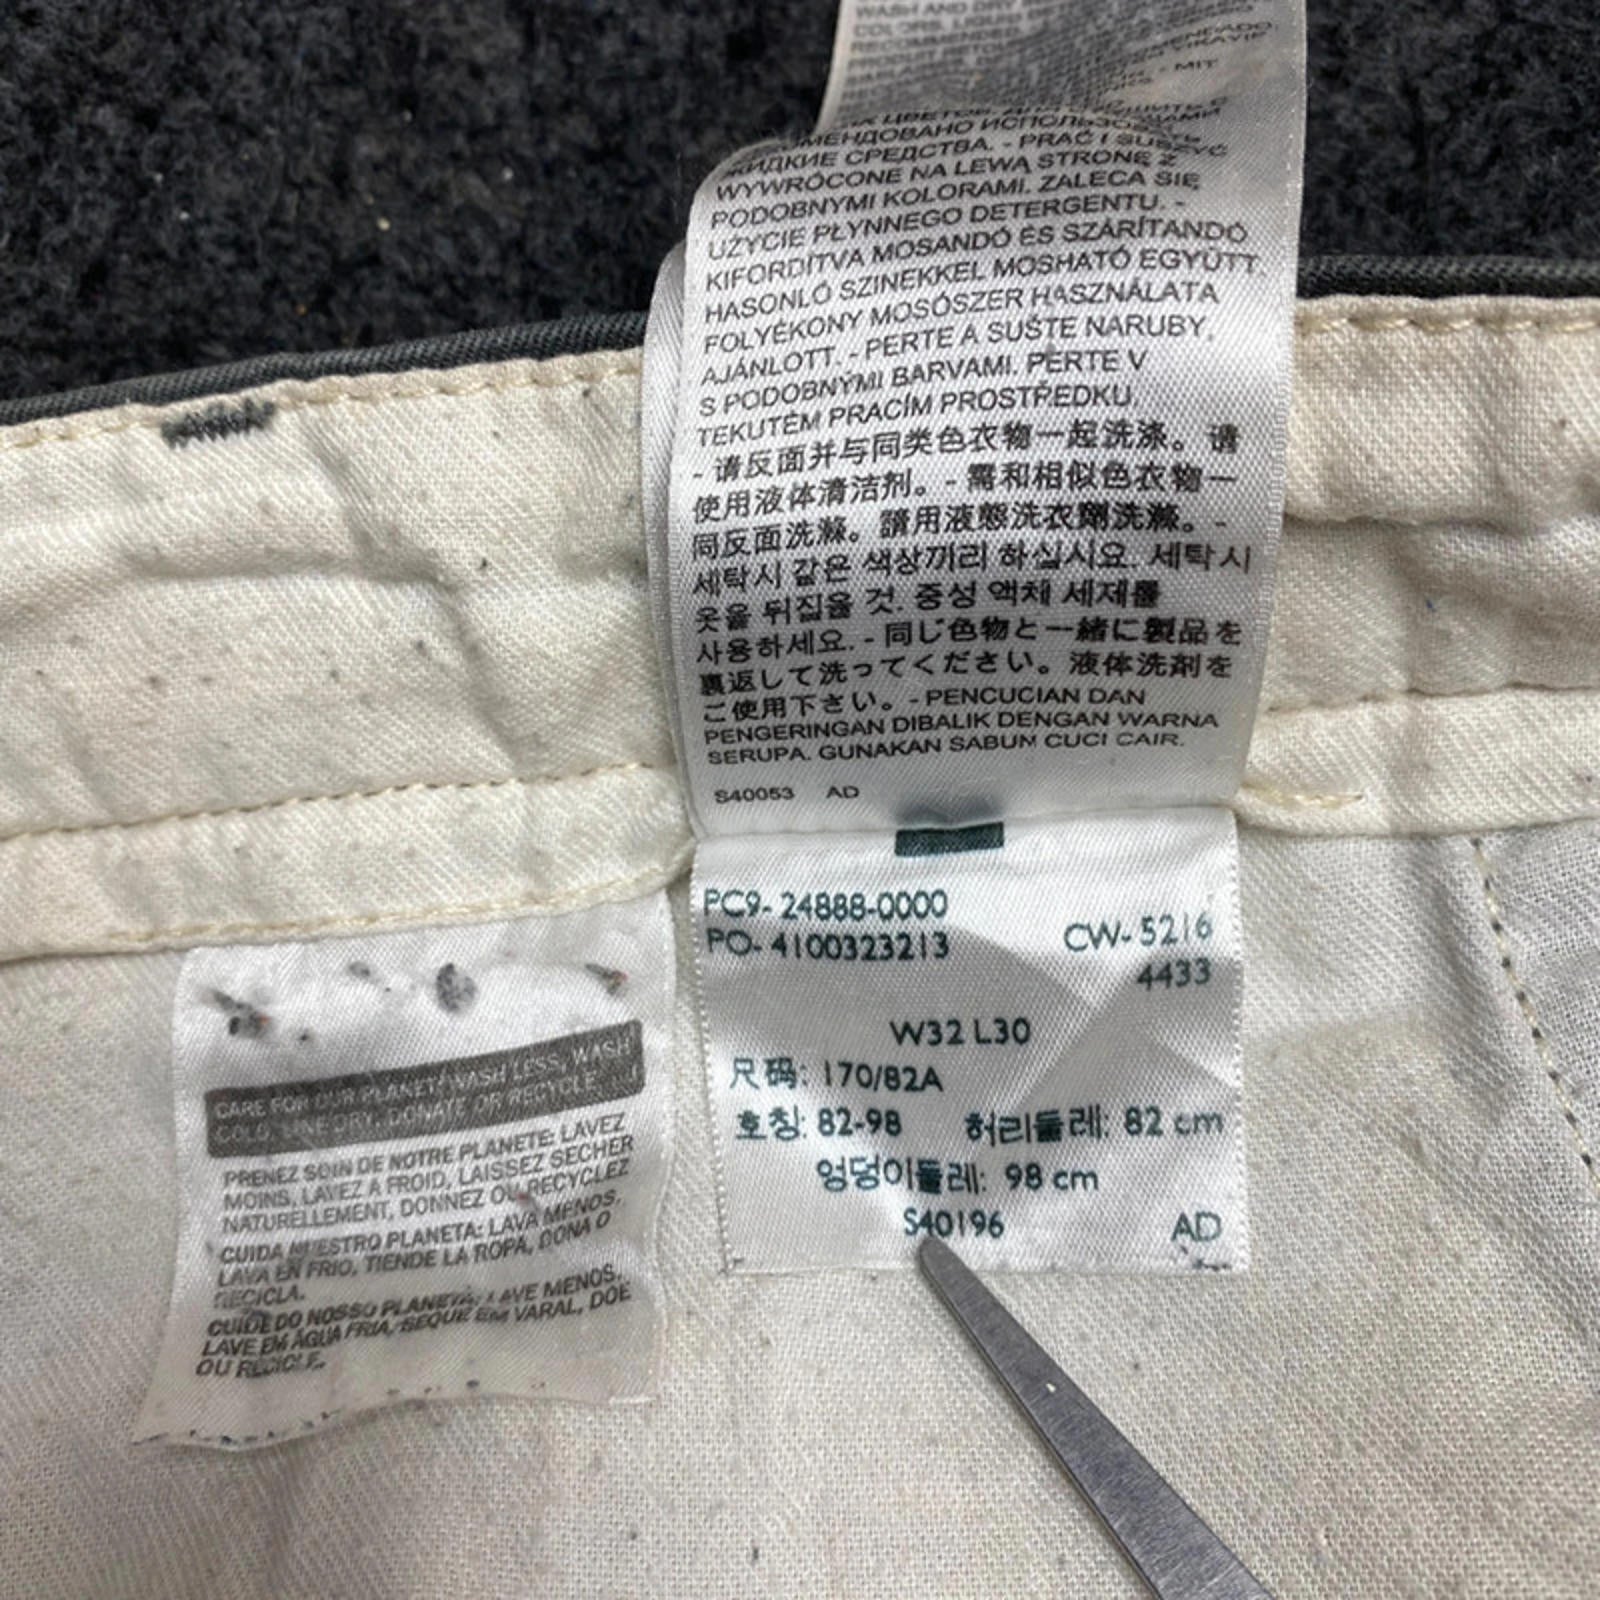 WASH AND DRY
COLORS, LIQUID
RECOMMENDED
MIT
ЖИДКИЕ СРЕДСТВА. - PRAĆ I SUSZYĆ
WYWRÓCONE NA LEWĄ STRONĘ Z
PODOBNYMI KOLORAMI. ZALECA SIĘ
UŻYCIE PŁYNNEGO DETERGENTU. -
KIFORDÍTVA MOSANDÓ ÉS SZÁRÍTANDÓ
HASONLÓ SZINEKKEL MOSHATÓ EGYÜTT.
FOLYÉKONY MOSÓSZER HASZNÁLATA
AJÁNLOTT. - PERTE A SUŠTE NARUBY,
S PODOBNÝMI BARVAMI. PERTE V
TEKUTÉM PRACÍM PROSTŘEDKU.
- 请反面并与同类色衣物一起洗涤。请
使用液体清洁剂。- 需和相似色衣物一
同反面洗滌。請用液態洗衣劑洗滌。-
세탁시 같은 색상끼리 하십시요. 세탁시
옷을 뒤집을 것. 중성 액체 세제를
사용하세요. - 同じ色物と一緒に製品を
裏返して洗ってください。液体洗剤を
ご使用下さい。- PENCUCIAN DAN
PENGERINGAN DIBALIK DENGAN WARNA
SERUPA. GUNAKAN SABUN CUCI CAIR.
S40053 AD
PC9- 24888-0000
PO- 4100323213 CW- 5216
4433
W32 L30
尺码: 170/82A
호칭: 82-98 허리둘레: 82 cm
엉덩이둘레: 98 cm
S40196 AD
CARE FOR OUR PLANET: WASH LESS, WASH
COLD, LINE DRY, DONATE OR RECYCLE
PRENEZ SOIN DE NOTRE PLANETE: LAVEZ
MOINS, LAVEZ A FROID, LAISSEZ SECHER
NATURELLEMENT, DONNEZ OU RECYCLEZ
CUIDA NUESTRO PLANETA: LAVA MENOS,
LAVA EN FRIO, TIENDE LA ROPA, DONA O
RECICLA.
CUIDE DO NOSSO PLANETA: LAVE MENOS,
LAVE EM ÁGUA FRIA, SEQUE EM VARAL, DOE
OU RECICLE.